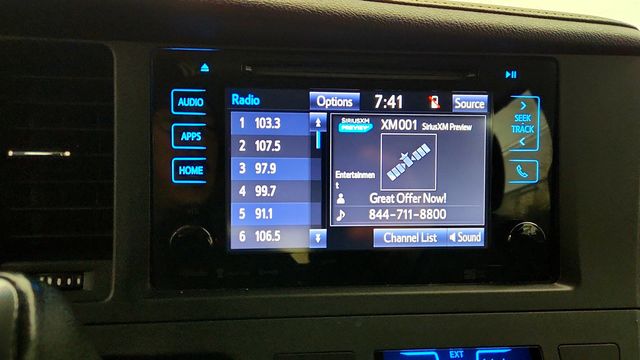 AUDIO
APPS
HOME
Radio
Options
7:41
Source
1 103.3
2 107.5
3 97.9
4 99.7
5 91.1
6 106.5
SIRIUSXM
PREVIEW
XM001 SiriusXM Preview
Entertainmen
t
Great Offer Now!
844-711-8800
Channel List
Sound
SEEK
TRACK
EXT